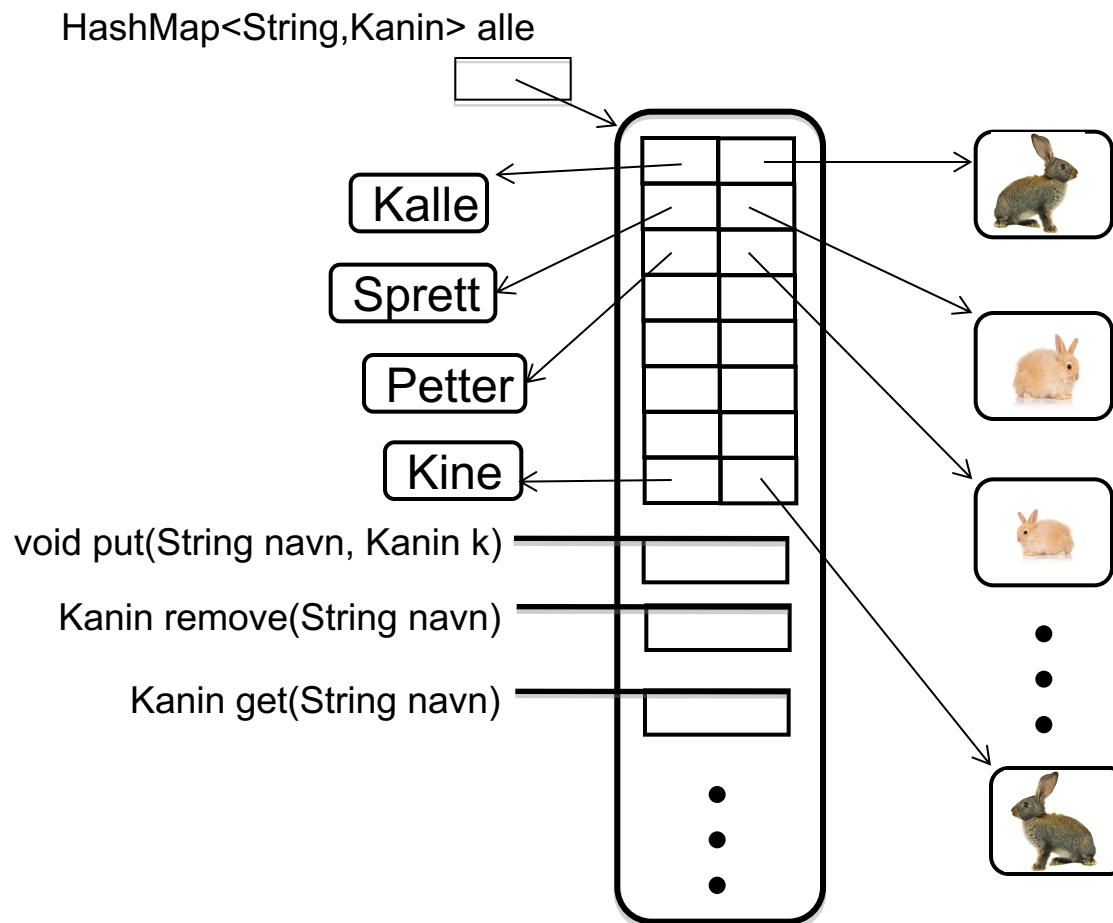 HashMap<String,Kanin> alle
Kalle
Sprett
Petter
Kine
void put(String navn, Kanin k)
Kanin remove(String navn)
Kanin get(String navn)